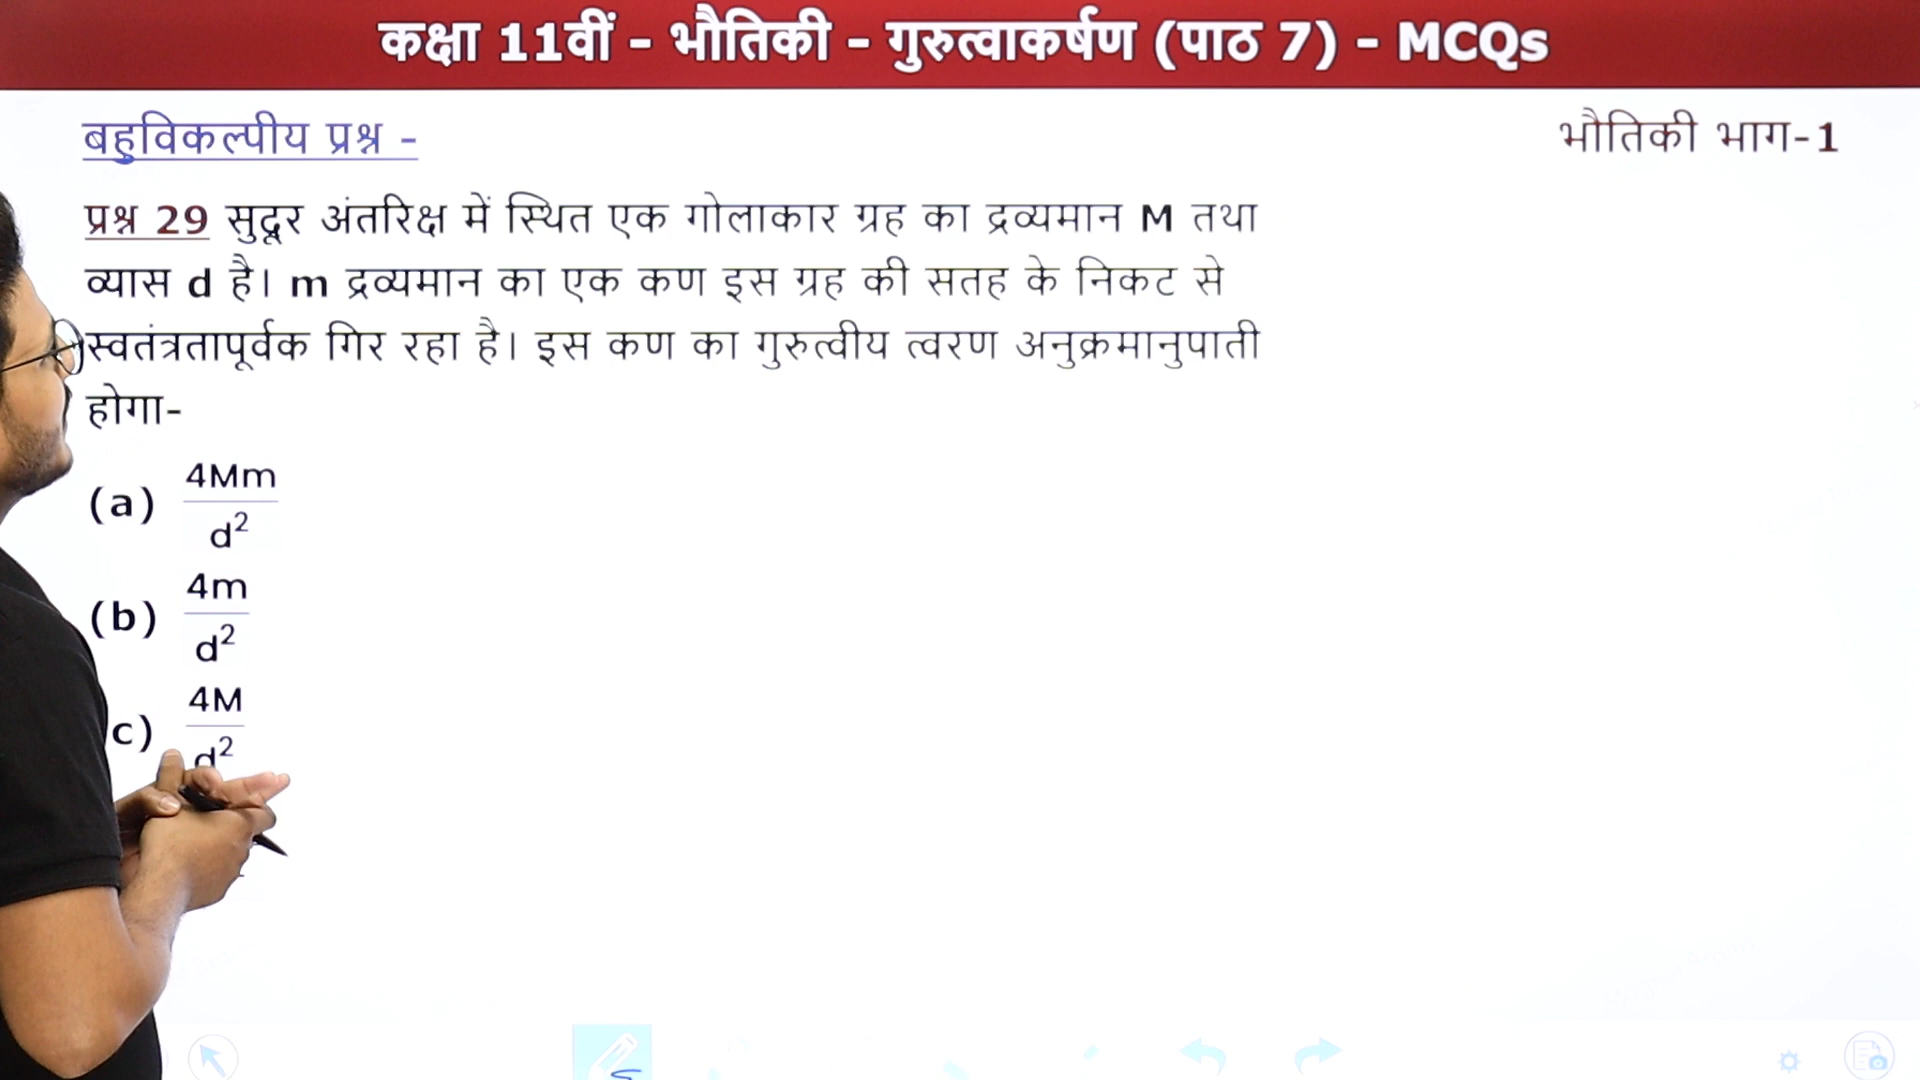 कक्षा 11वीं - भौतिकी - गुरुत्वाकर्षण (पाठ 7) - MCQs
बहुविकल्पीय प्रश्न -
भौतिकी भाग-1
प्रश्न 29 सुदूर अंतरिक्ष में स्थित एक गोलाकार ग्रह का द्रव्यमान M तथा
व्यास d है। m द्रव्यमान का एक कण इस ग्रह की सतह के निकट से
स्वतंत्रतापूर्वक गिर रहा है। इस कण का गुरुत्वीय त्वरण अनुक्रमानुपाती
होगा-
(a) 4Mm
d²
(b) 4m
d²
c) 4M
d²